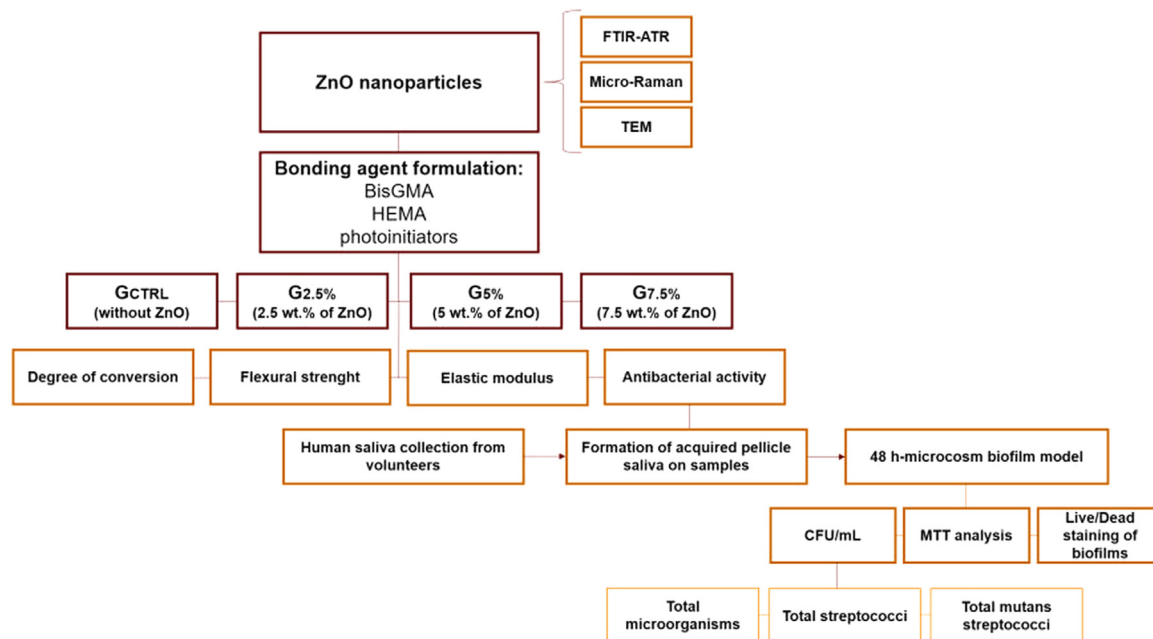 FTIR-ATR
ZnO nanoparticles
Micro-Raman
TEM
Bonding agent formulation:
BisGMA
HEMA
photoinitiators
GCTRL
(without ZnO)
G2.5%
(2.5 wt.% of ZnO)
G5%
(5 wt.% of ZnO)
G7.5%
(7.5 wt.% of ZnO)
Degree of conversion
Flexural strenght
Elastic modulus
Antibacterial activity
Human saliva collection from
volunteers
Formation of acquired pellicle
saliva on samples
48 h-microcosm biofilm model
CFU/mL
MTT analysis
Live/Dead
staining of
biofilms
Total
microorganisms
Total streptococci
Total mutans
streptococci